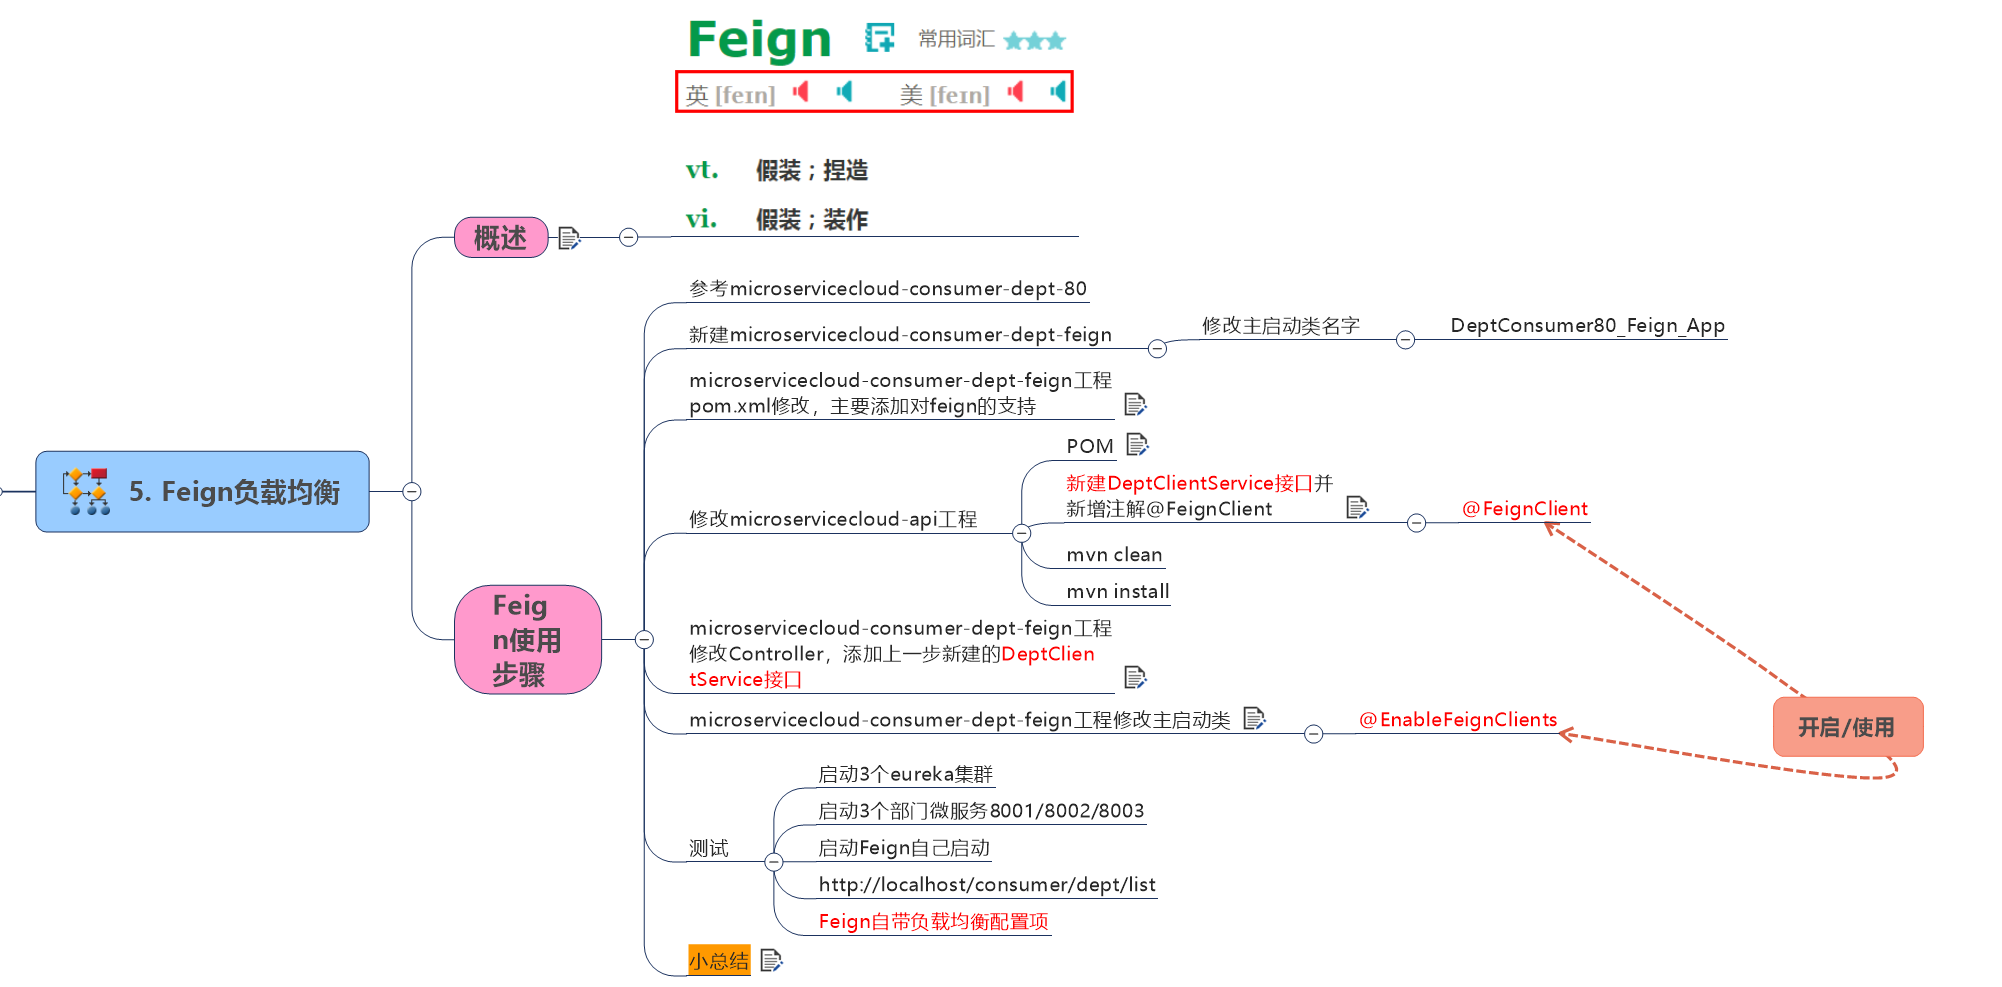 Feign 常用词汇
英 [feɪn] 美 [feɪn]
vt. 假装；捏造
vi. 假装；装作
概述
参考microservicecloud-consumer-dept-80
新建microservicecloud-consumer-dept-feign
修改主启动类名字
DeptConsumer80_Feign_App
microservicecloud-consumer-dept-feign工程
pom.xml修改，主要添加对feign的支持
5. Feign负载均衡
修改microservicecloud-api工程
POM
新建DeptClientService接口并
新增注解@FeignClient
@FeignClient
mvn clean
mvn install
Feig
n使用
步骤
microservicecloud-consumer-dept-feign工程
修改Controller，添加上一步新建的DeptClien
tService接口
microservicecloud-consumer-dept-feign工程修改主启动类
@EnableFeignClients
开启/使用
测试
启动3个eureka集群
启动3个部门微服务8001/8002/8003
启动Feign自己启动
http://localhost/consumer/dept/list
Feign自带负载均衡配置项
小总结